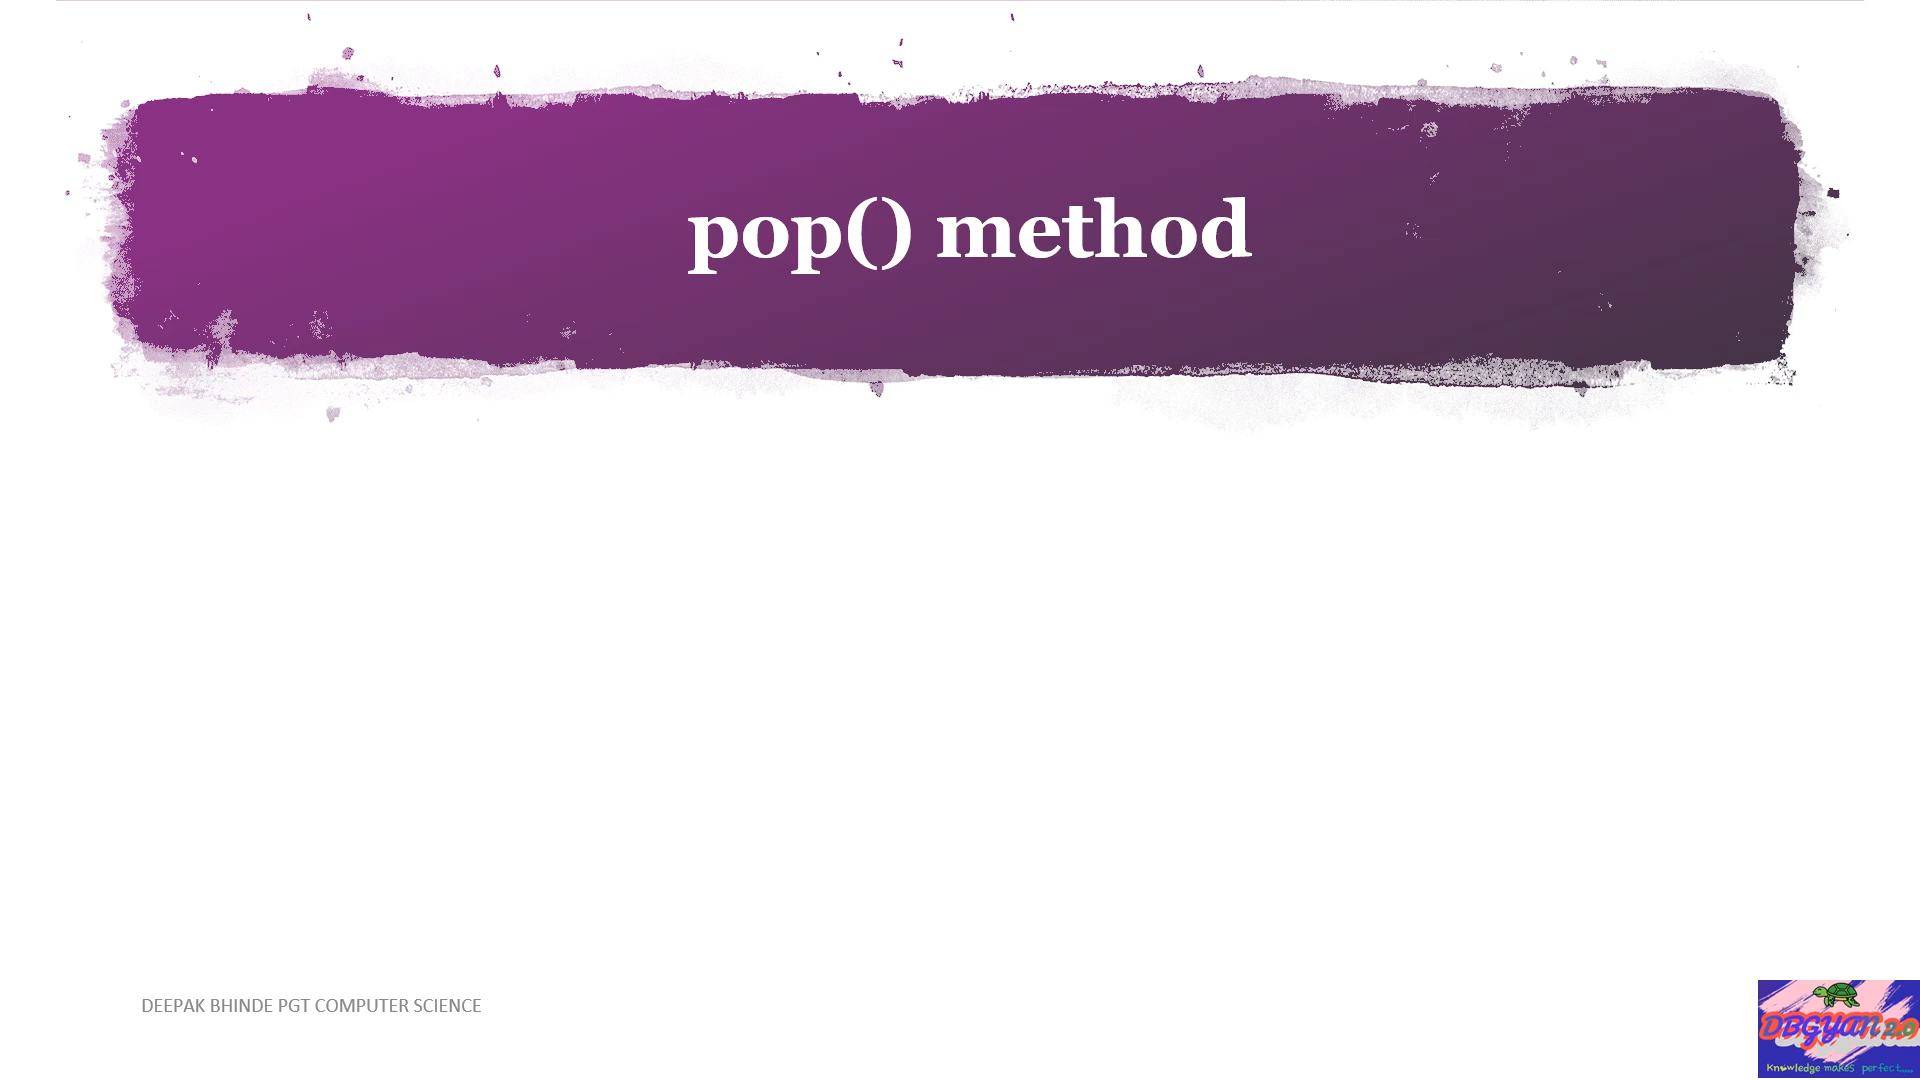 pop() method
DEEPAK BHINDE PGT COMPUTER SCIENCE
DBGYAN 2.0
Knowledge makes perfect....